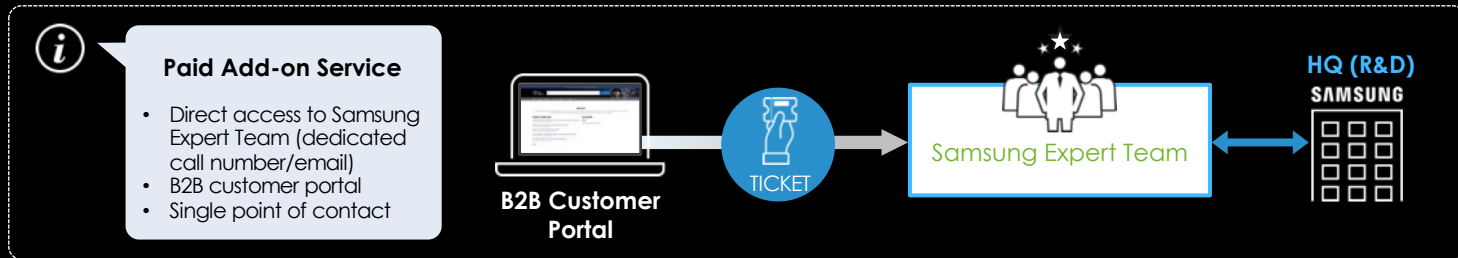 i
Paid Add-on Service
• Direct access to Samsung
Expert Team (dedicated
call number/email)
• B2B customer portal
• Single point of contact
B2B Customer
Portal
TICKET
Samsung Expert Team
HQ (R&D)
SAMSUNG